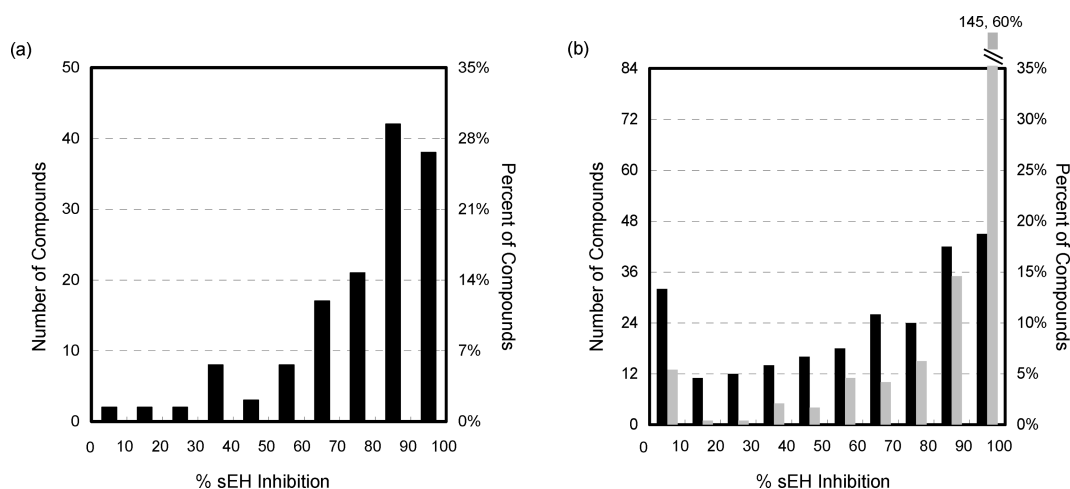 145, 60%
(a)
(b)
50
40
30
20
10
0
35%
28%
21%
14%
7%
0%
Number of Compounds
Percent of Compounds
0 10 20 30 40 50 60 70 80 90 100
% sEH Inhibition
84
72
60
48
36
24
12
0
35%
30%
25%
20%
15%
10%
5%
0%
Number of Compounds
Percent of Compounds
0 10 20 30 40 50 60 70 80 90 100
% sEH Inhibition